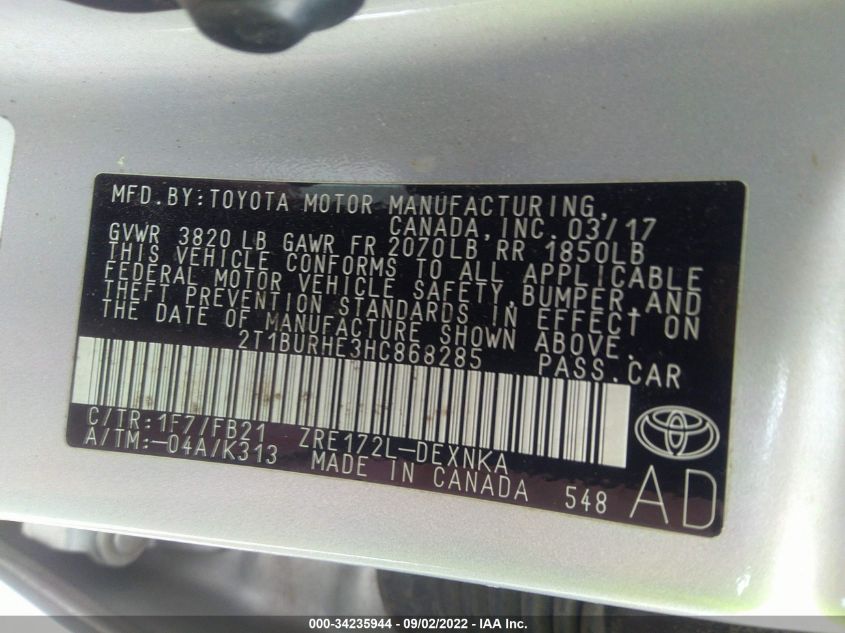 MFD.BY:TOYOTA MOTOR MANUFACTURING,
CANADA,INC. 03/17
GVWR 3820 LB GAWR FR 2070LB RR 1850LB
THIS VEHICLE CONFORMS TO ALL APPLICABLE
FEDERAL MOTOR VEHICLE SAFETY,BUMPER,AND
THEFT PREVENTION STANDARDS IN EFFECT ON
THE DATE OF MANUFACTURE SHOWN ABOVE.
2T1BURHE3HC868285 PASS.CAR
C/TR:1F7/FB21 ZRE172L-DEXNKA
A/TM:-04A/K313 MADE IN CANADA 548 AD
000-34235944 - 09/02/2022 - © IAA Inc.